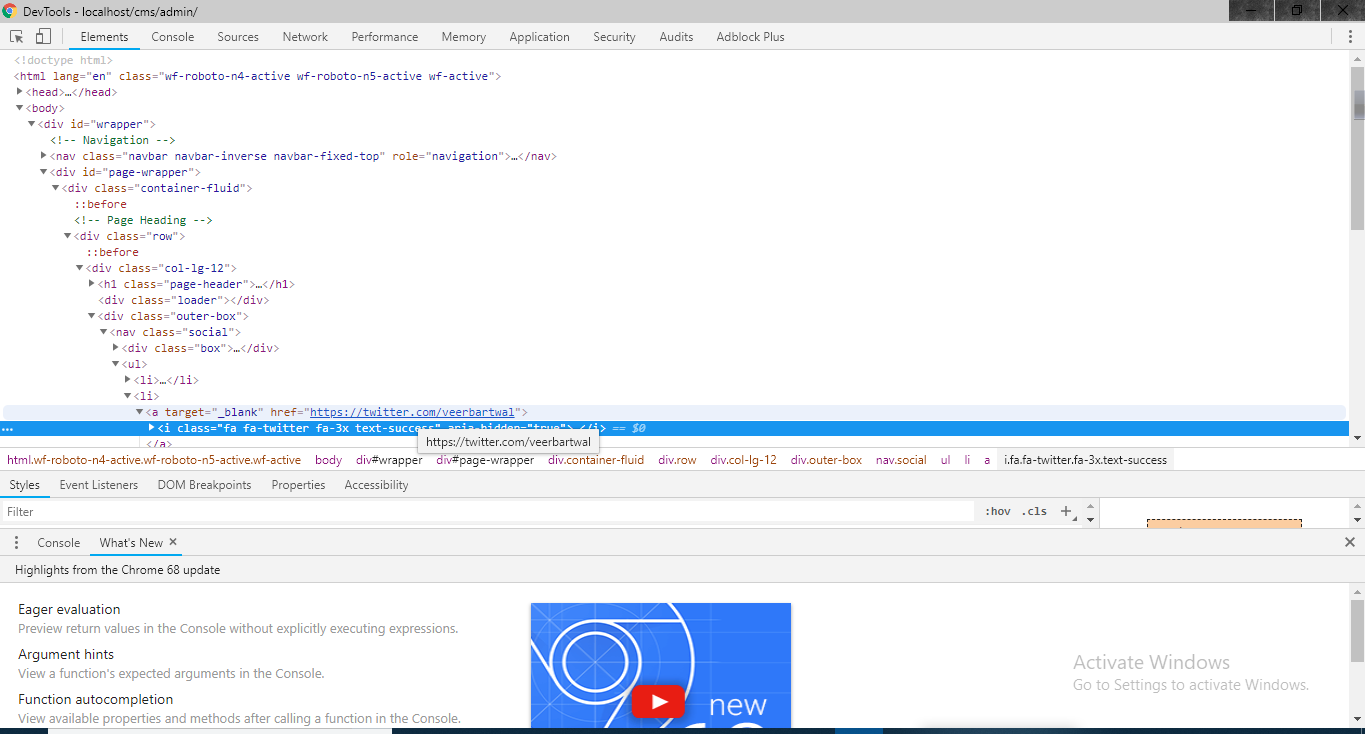 DevTools - localhost/cms/admin/
Elements Console Sources Network Performance Memory Application Security Audits Adblock Plus
<!doctype html>
<html lang="en" class="wf-roboto-n4-active wf-roboto-n5-active wf-active">
<head>…</head>
<body>
<div id="wrapper">
<!-- Navigation -->
<nav class="navbar navbar-inverse navbar-fixed-top" role="navigation">…</nav>
<div id="page-wrapper">
<div class="container-fluid">
::before
<!-- Page Heading -->
<div class="row">
::before
<div class="col-lg-12">
<h1 class="page-header">…</h1>
<div class="loader"></div>
<div class="outer-box">
<nav class="social">
<div class="box">…</div>
<ul>
<li>…</li>
<li>
<a target="_blank" href="https://twitter.com/veerbartwal">
… <i class="fa fa-twitter fa-3x text-success" aria-hidden="true"> </i> == $0
https://twitter.com/veerbartwal
</a>
html.wf-roboto-n4-active.wf-roboto-n5-active.wf-active body div#wrapper div#page-wrapper div.container-fluid div.row div.col-lg-12 div.outer-box nav.social ul li a i.fa.fa-twitter.fa-3x.text-success
Styles Event Listeners DOM Breakpoints Properties Accessibility
Filter :hov .cls +
Console What's New ×
Highlights from the Chrome 68 update
Eager evaluation
Preview return values in the Console without explicitly executing expressions.
Argument hints
View a function's expected arguments in the Console.
Function autocompletion
View available properties and methods after calling a function in the Console.
new
Activate Windows
Go to Settings to activate Windows.